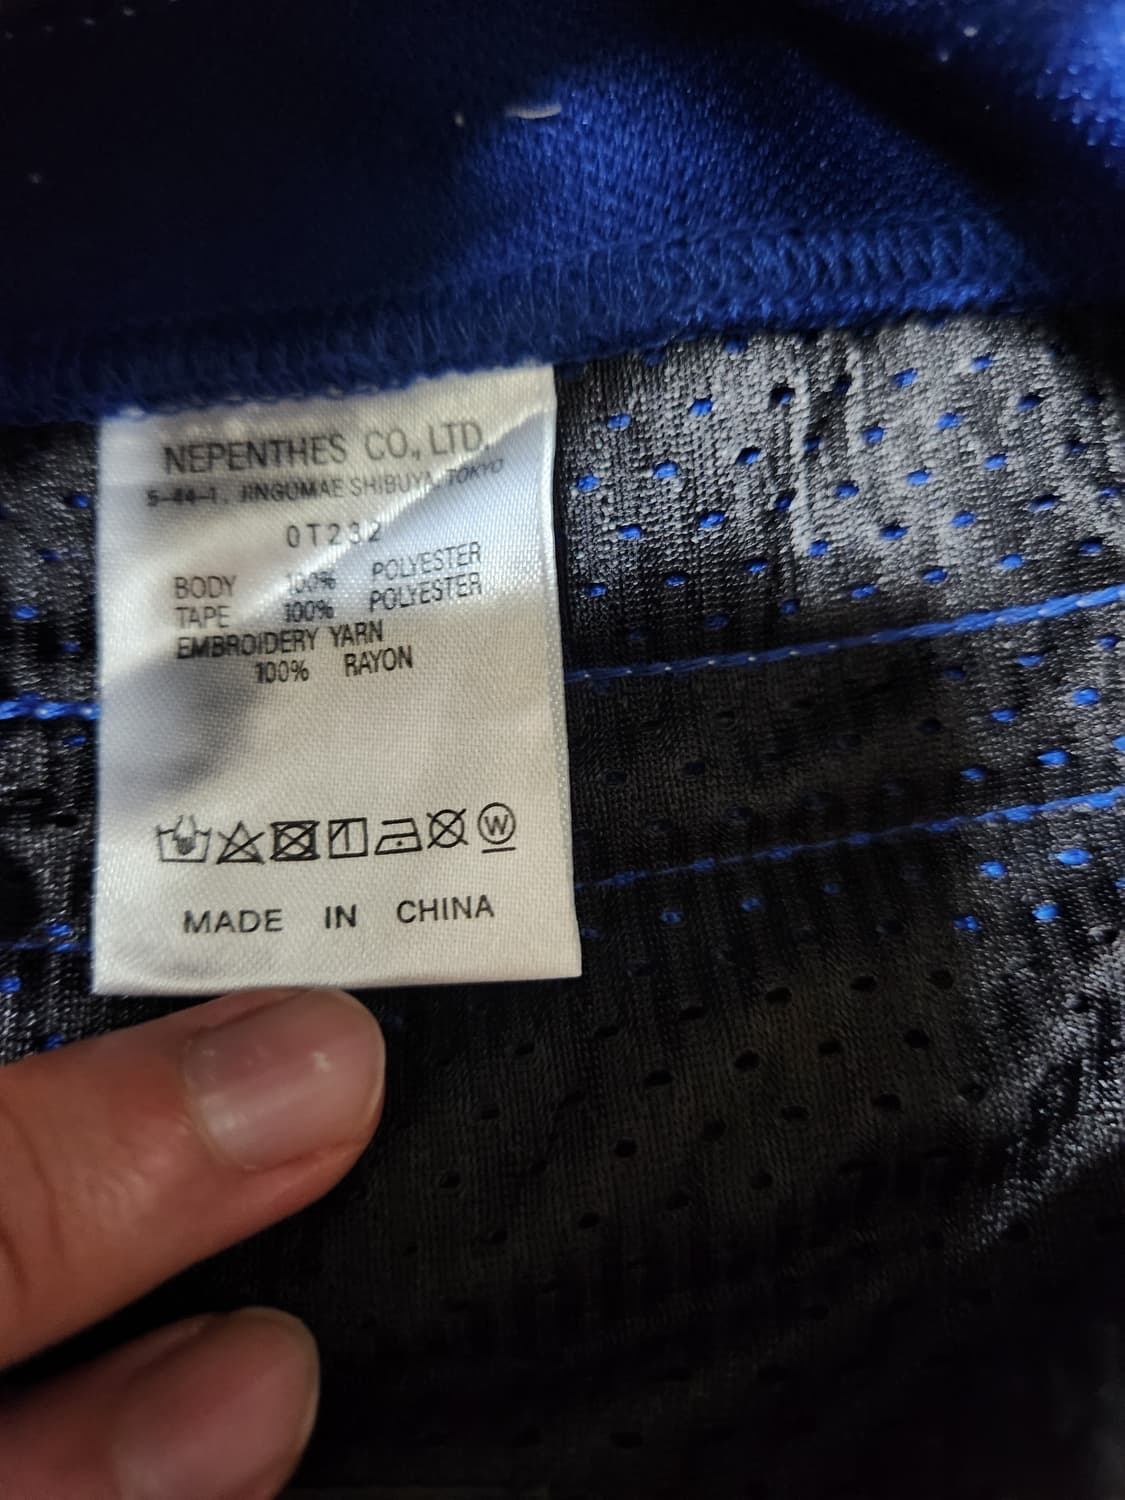 NEPENTHES CO., LTD.
5-44-1, JINGUMAE SHIBUYA, TOKYO
0T232
BODY 100% POLYESTER
TAPE 100% POLYESTER
EMBROIDERY YARN
100% RAYON
W
MADE IN CHINA